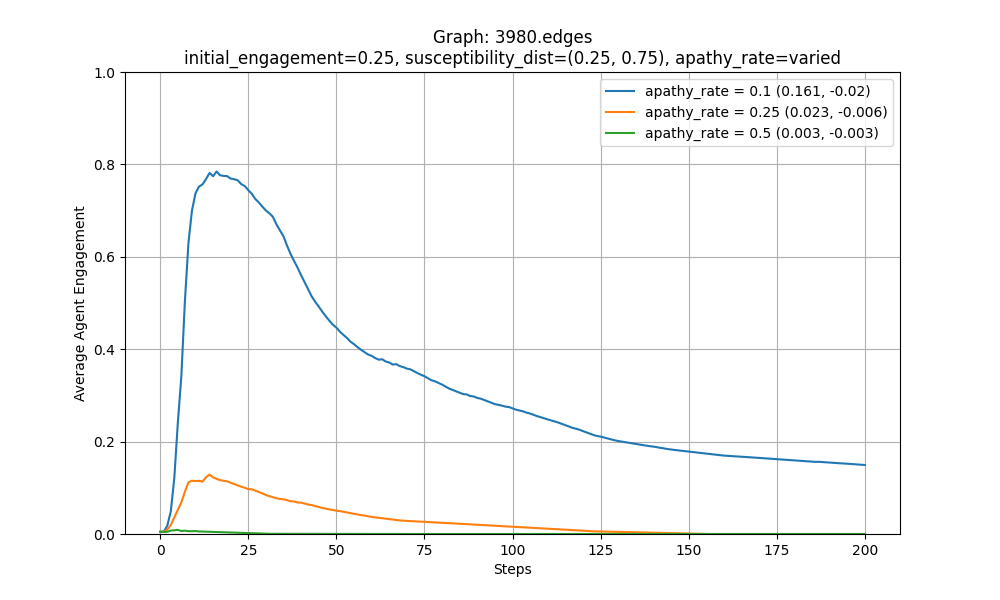 Graph: 3980.edges
initial_engagement=0.25, susceptibility_dist=(0.25, 0.75), apathy_rate=varied
apathy_rate = 0.1 (0.161, -0.02)
apathy_rate = 0.25 (0.023, -0.006)
apathy_rate = 0.5 (0.003, -0.003)
Average Agent Engagement
1.0
0.8
0.6
0.4
0.2
0.0
0 25 50 75 100 125 150 175 200
Steps